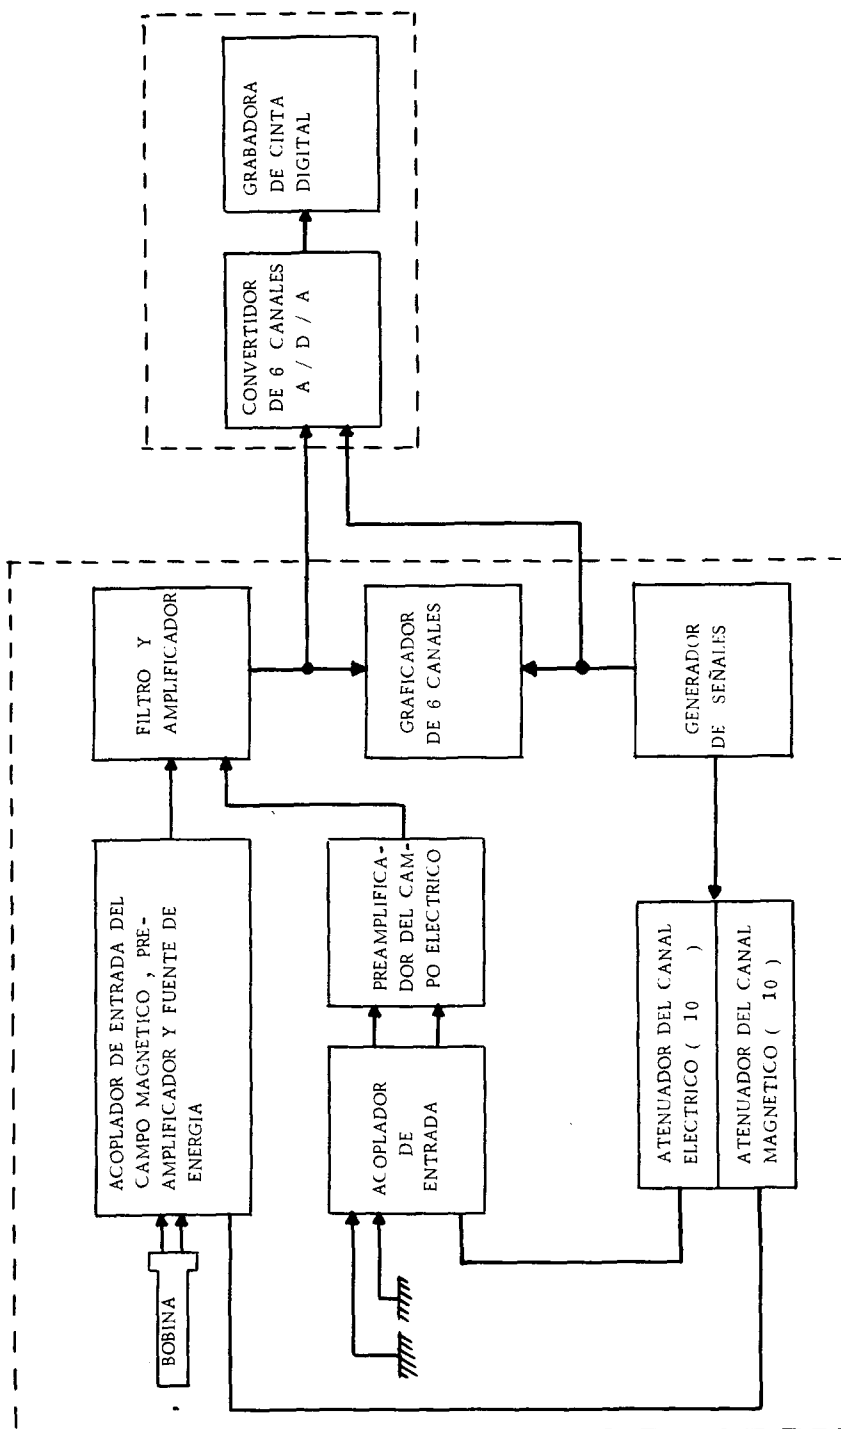 BOBINA
ACOPLADOR DE ENTRADA DEL
CAMPO MAGNETICO , PRE-
AMPLIFICADOR Y FUENTE DE
ENERGIA
FILTRO Y
AMPLIFICADOR
CONVERTIDOR
DE 6 CANALES
A / D / A
GRABADORA
DE CINTA
DIGITAL
ACOPLADOR
DE
ENTRADA
PREAMPLIFICA-
DOR DEL CAM-
PO ELECTRICO
GRAFICADOR
DE 6 CANALES
ATENUADOR DEL CANAL
ELECTRICO ( 10 )
ATENUADOR DEL CANAL
MAGNETICO ( 10 )
GENERADOR
DE SEÑALES